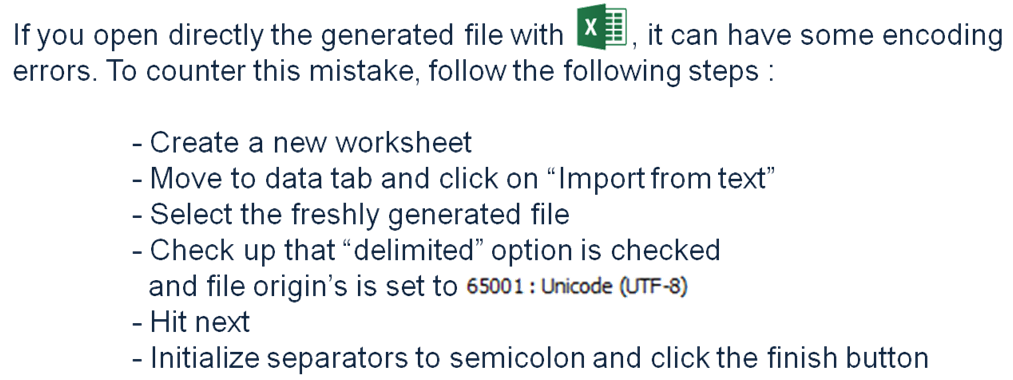 If you open directly the generated file with X, it can have some encoding
errors. To counter this mistake, follow the following steps :
- Create a new worksheet
- Move to data tab and click on “Import from text”
- Select the freshly generated file
- Check up that “delimited” option is checked
and file origin’s is set to 65001 : Unicode (UTF-8)
- Hit next
- Initialize separators to semicolon and click the finish button